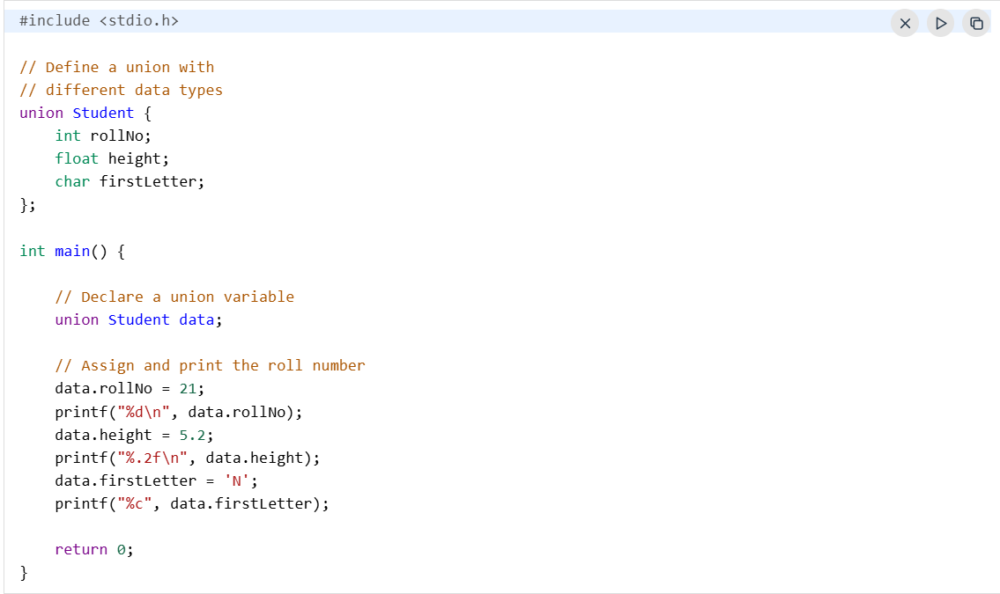 #include <stdio.h>

// Define a union with
// different data types
union Student {
    int rollNo;
    float height;
    char firstLetter;
};

int main() {

    // Declare a union variable
    union Student data;

    // Assign and print the roll number
    data.rollNo = 21;
    printf("%d\n", data.rollNo);
    data.height = 5.2;
    printf("%.2f\n", data.height);
    data.firstLetter = 'N';
    printf("%c", data.firstLetter);

    return 0;
}